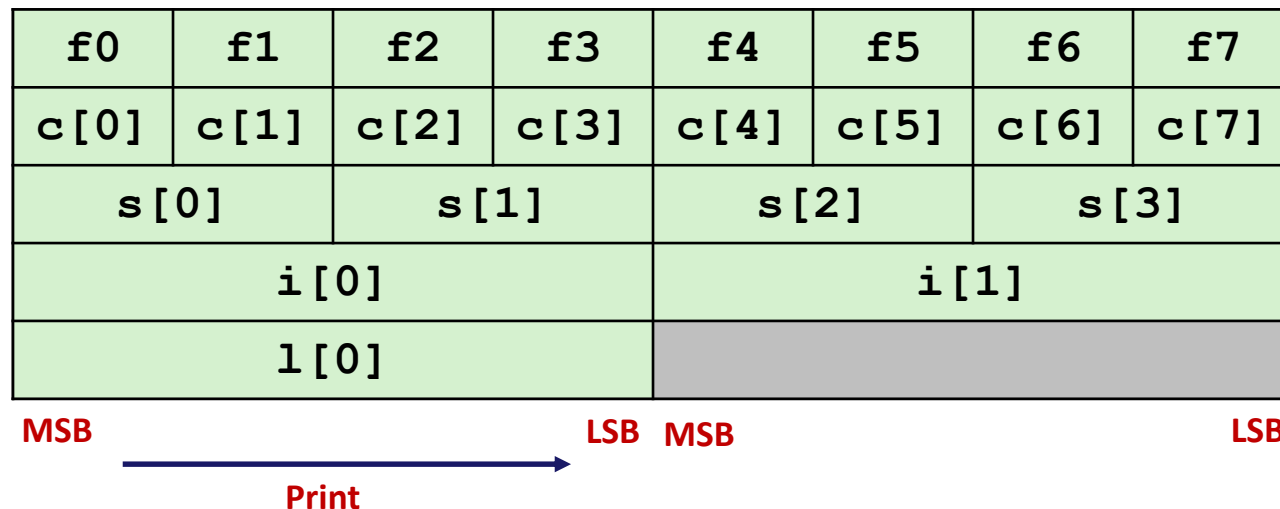 f0 f1 f2 f3 f4 f5 f6 f7
c[0] c[1] c[2] c[3] c[4] c[5] c[6] c[7]
s[0] s[1] s[2] s[3]
i[0] i[1]
l[0]
MSB LSB MSB LSB
Print